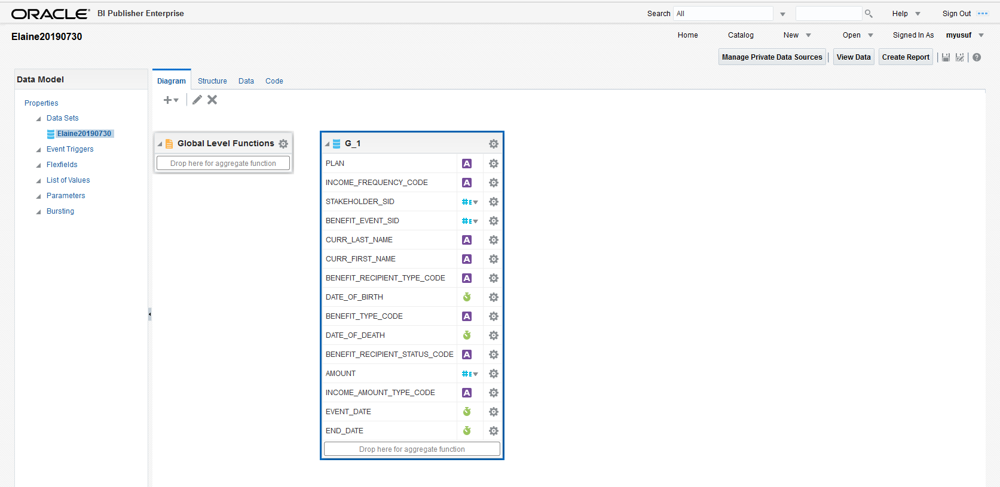 ORACLE BI Publisher Enterprise Search All Help Sign Out
Elaine20190730 Home Catalog New Open Signed In As myusuf
Manage Private Data Sources View Data Create Report
Data Model
Properties
Data Sets
Elaine20190730
Event Triggers
Flexfields
List of Values
Parameters
Bursting
Diagram Structure Data Code
Global Level Functions
Drop here for aggregate function
G_1
PLAN A
INCOME_FREQUENCY_CODE A
STAKEHOLDER_SID
BENEFIT_EVENT_SID
CURR_LAST_NAME A
CURR_FIRST_NAME A
BENEFIT_RECIPIENT_TYPE_CODE A
DATE_OF_BIRTH
BENEFIT_TYPE_CODE A
DATE_OF_DEATH
BENEFIT_RECIPIENT_STATUS_CODE A
AMOUNT
INCOME_AMOUNT_TYPE_CODE A
EVENT_DATE
END_DATE
Drop here for aggregate function